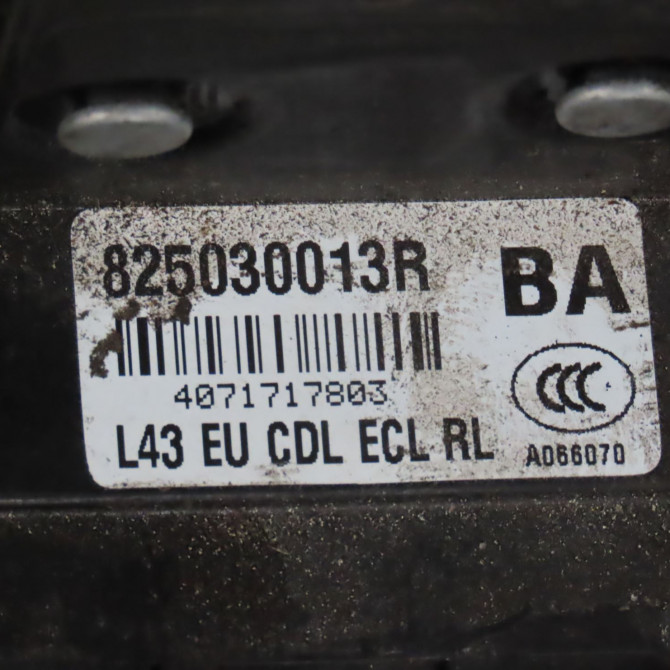 825030013R
BA
4071717803
CCC
L43 EU CDL ECL RL
A066070